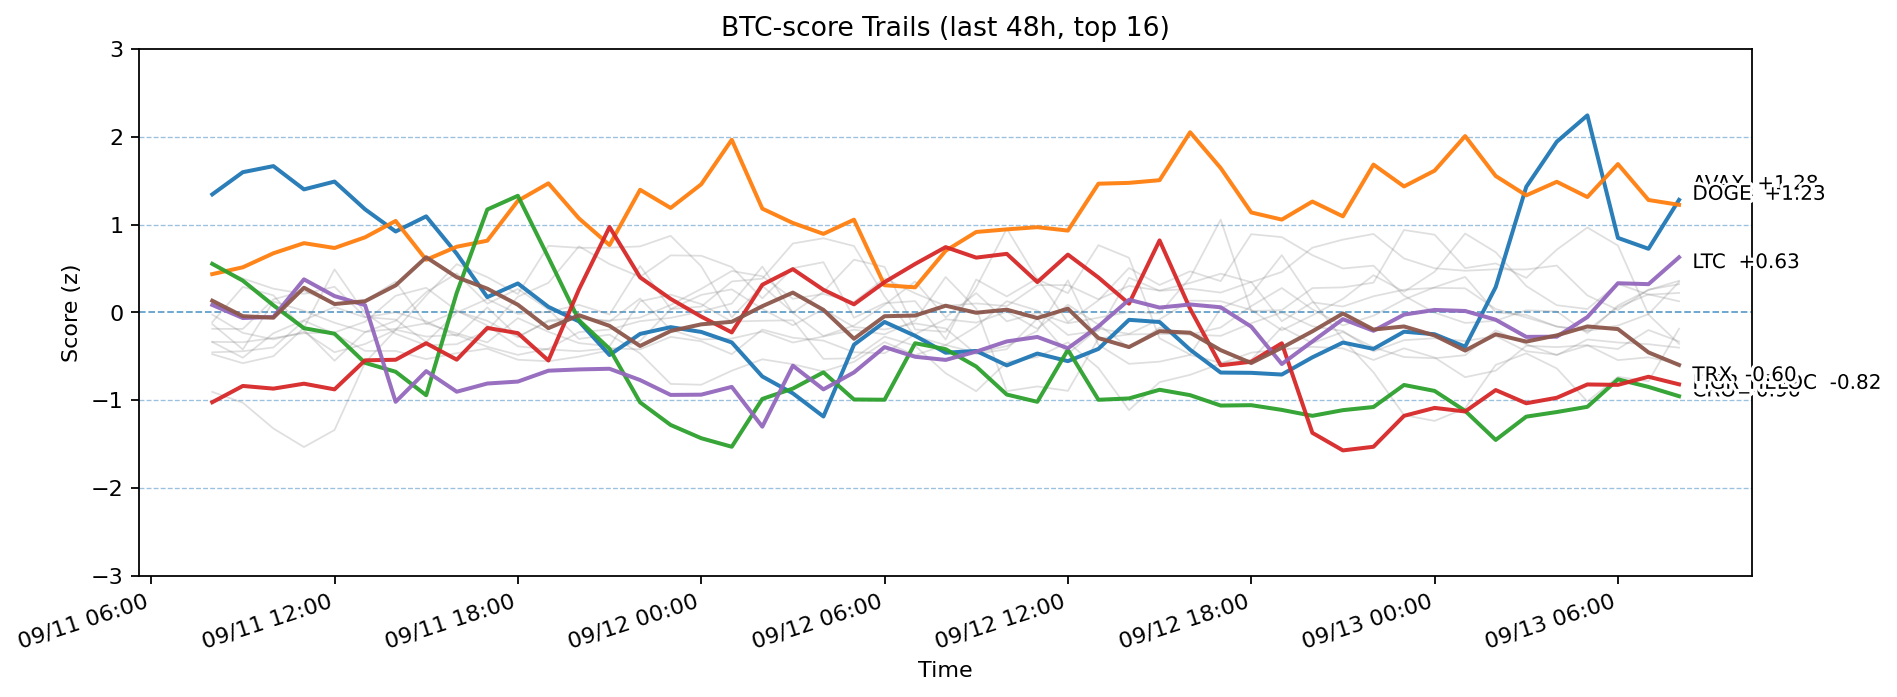 BTC-score Trails (last 48h, top 16)
Score (z)
3
2
1
0
−1
−2
−3
AVAX +1.28
DOGE +1.23
LTC +0.63
TRX -0.60
-0.82
09/11 06:00
09/11 12:00
09/11 18:00
09/12 00:00
09/12 06:00
09/12 12:00
09/12 18:00
09/13 00:00
09/13 06:00
Time